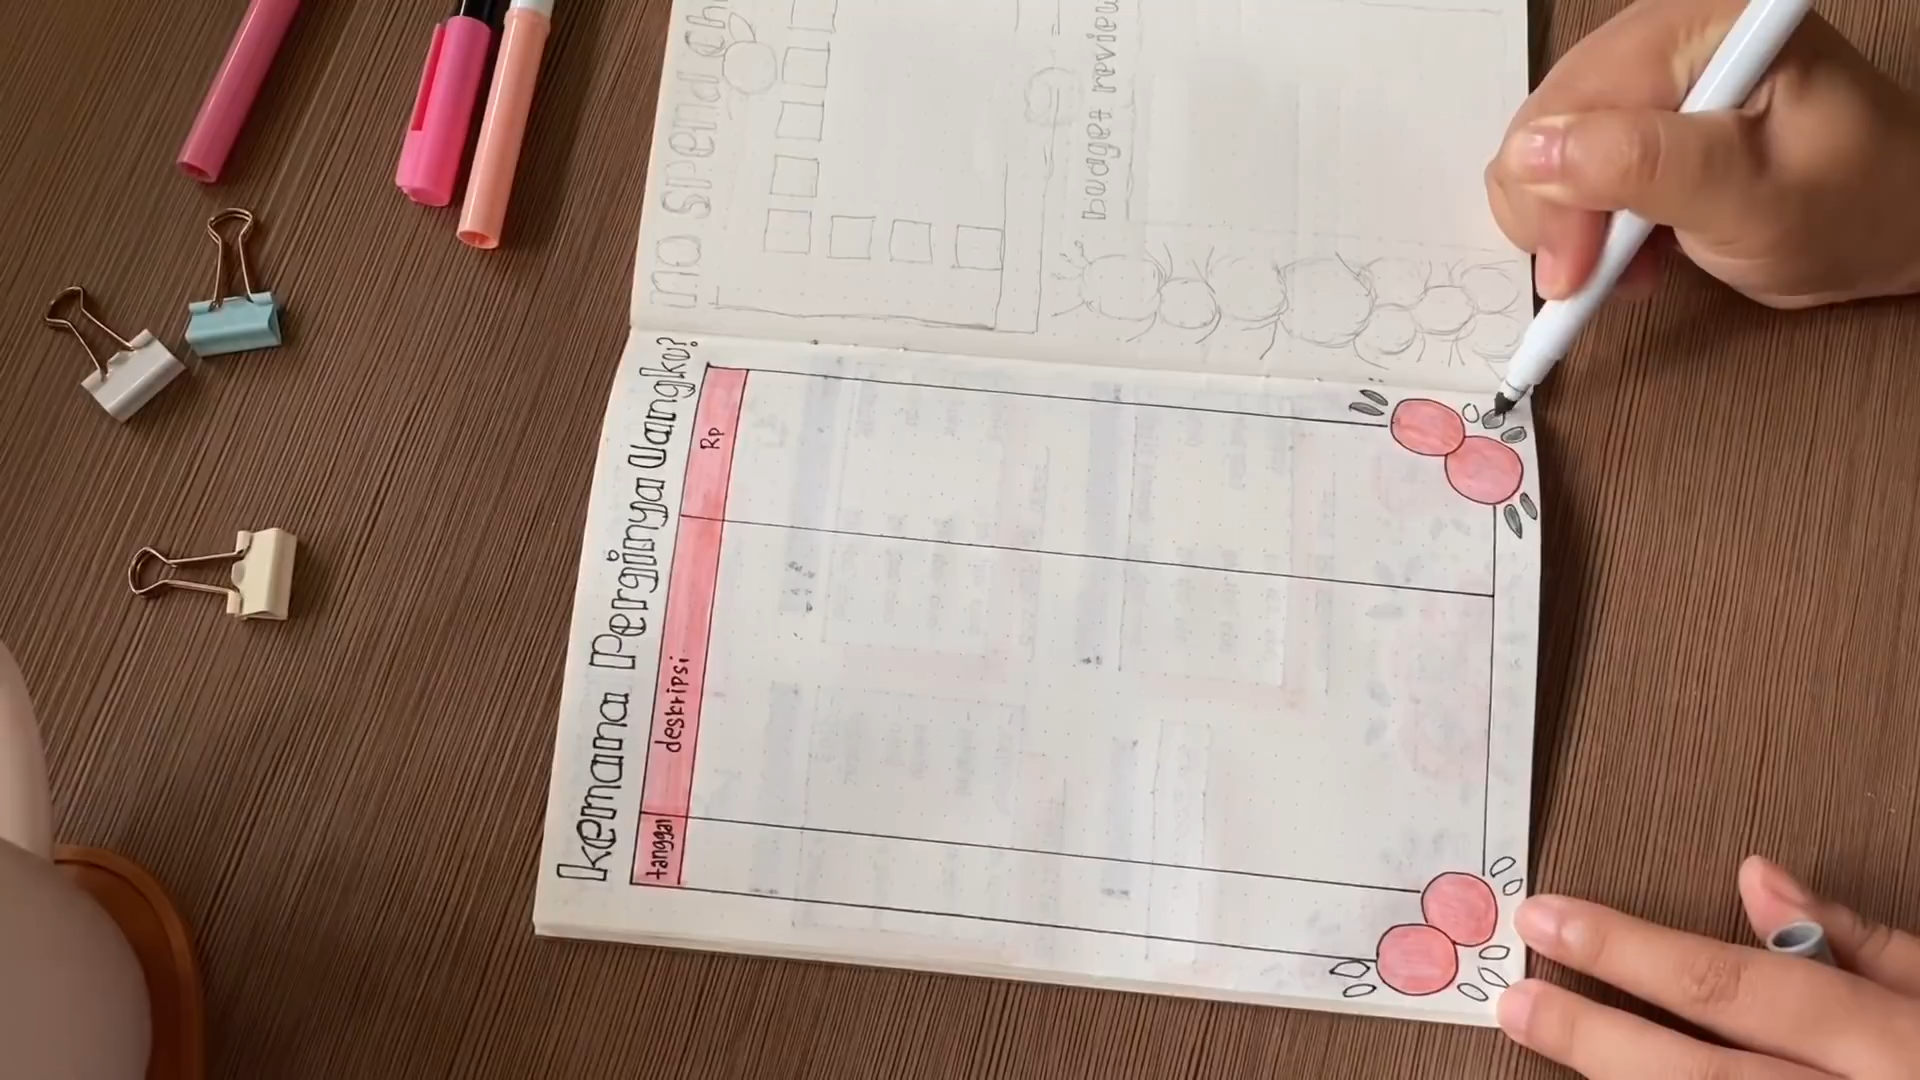 no spend ch
budget review
kemana Perginya Uangku?
tanggal deskripsi Rp